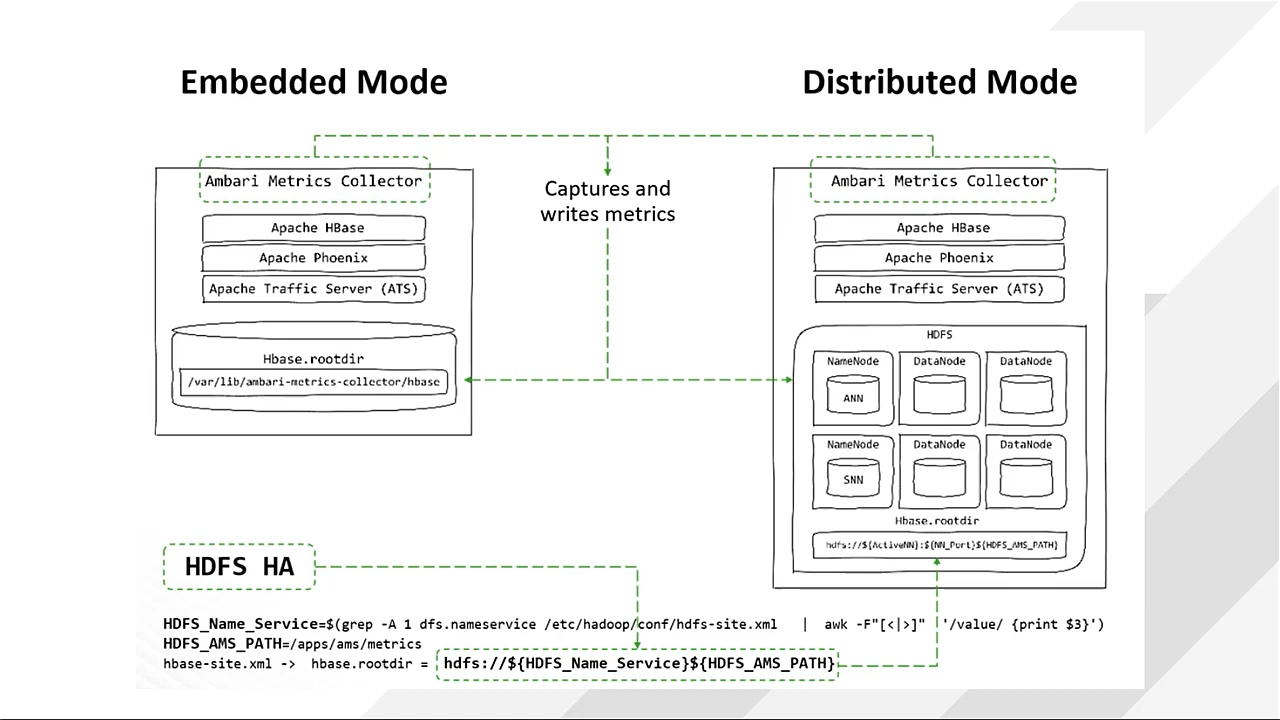 Embedded Mode
Distributed Mode
Ambari Metrics Collector
Apache HBase
Apache Phoenix
Apache Traffic Server (ATS)
Hbase.rootdir
/var/lib/ambari-metrics-collector/hbase
Captures and
writes metrics
Ambari Metrics Collector
Apache HBase
Apache Phoenix
Apache Traffic Server (ATS)
HDFS
NameNode DataNode DataNode
ANN
NameNode DataNode DataNode
SNN
Hbase.rootdir
hdfs://${ActiveNN}:${NN_Port}${HDFS_AMS_PATH}
HDFS HA
HDFS_Name_Service=$(grep -A 1 dfs.nameservice /etc/hadoop/conf/hdfs-site.xml | awk -F"[<|>]" '/value/ {print $3}')
HDFS_AMS_PATH=/apps/ams/metrics
hbase-site.xml -> hbase.rootdir = hdfs://${HDFS_Name_Service}${HDFS_AMS_PATH}